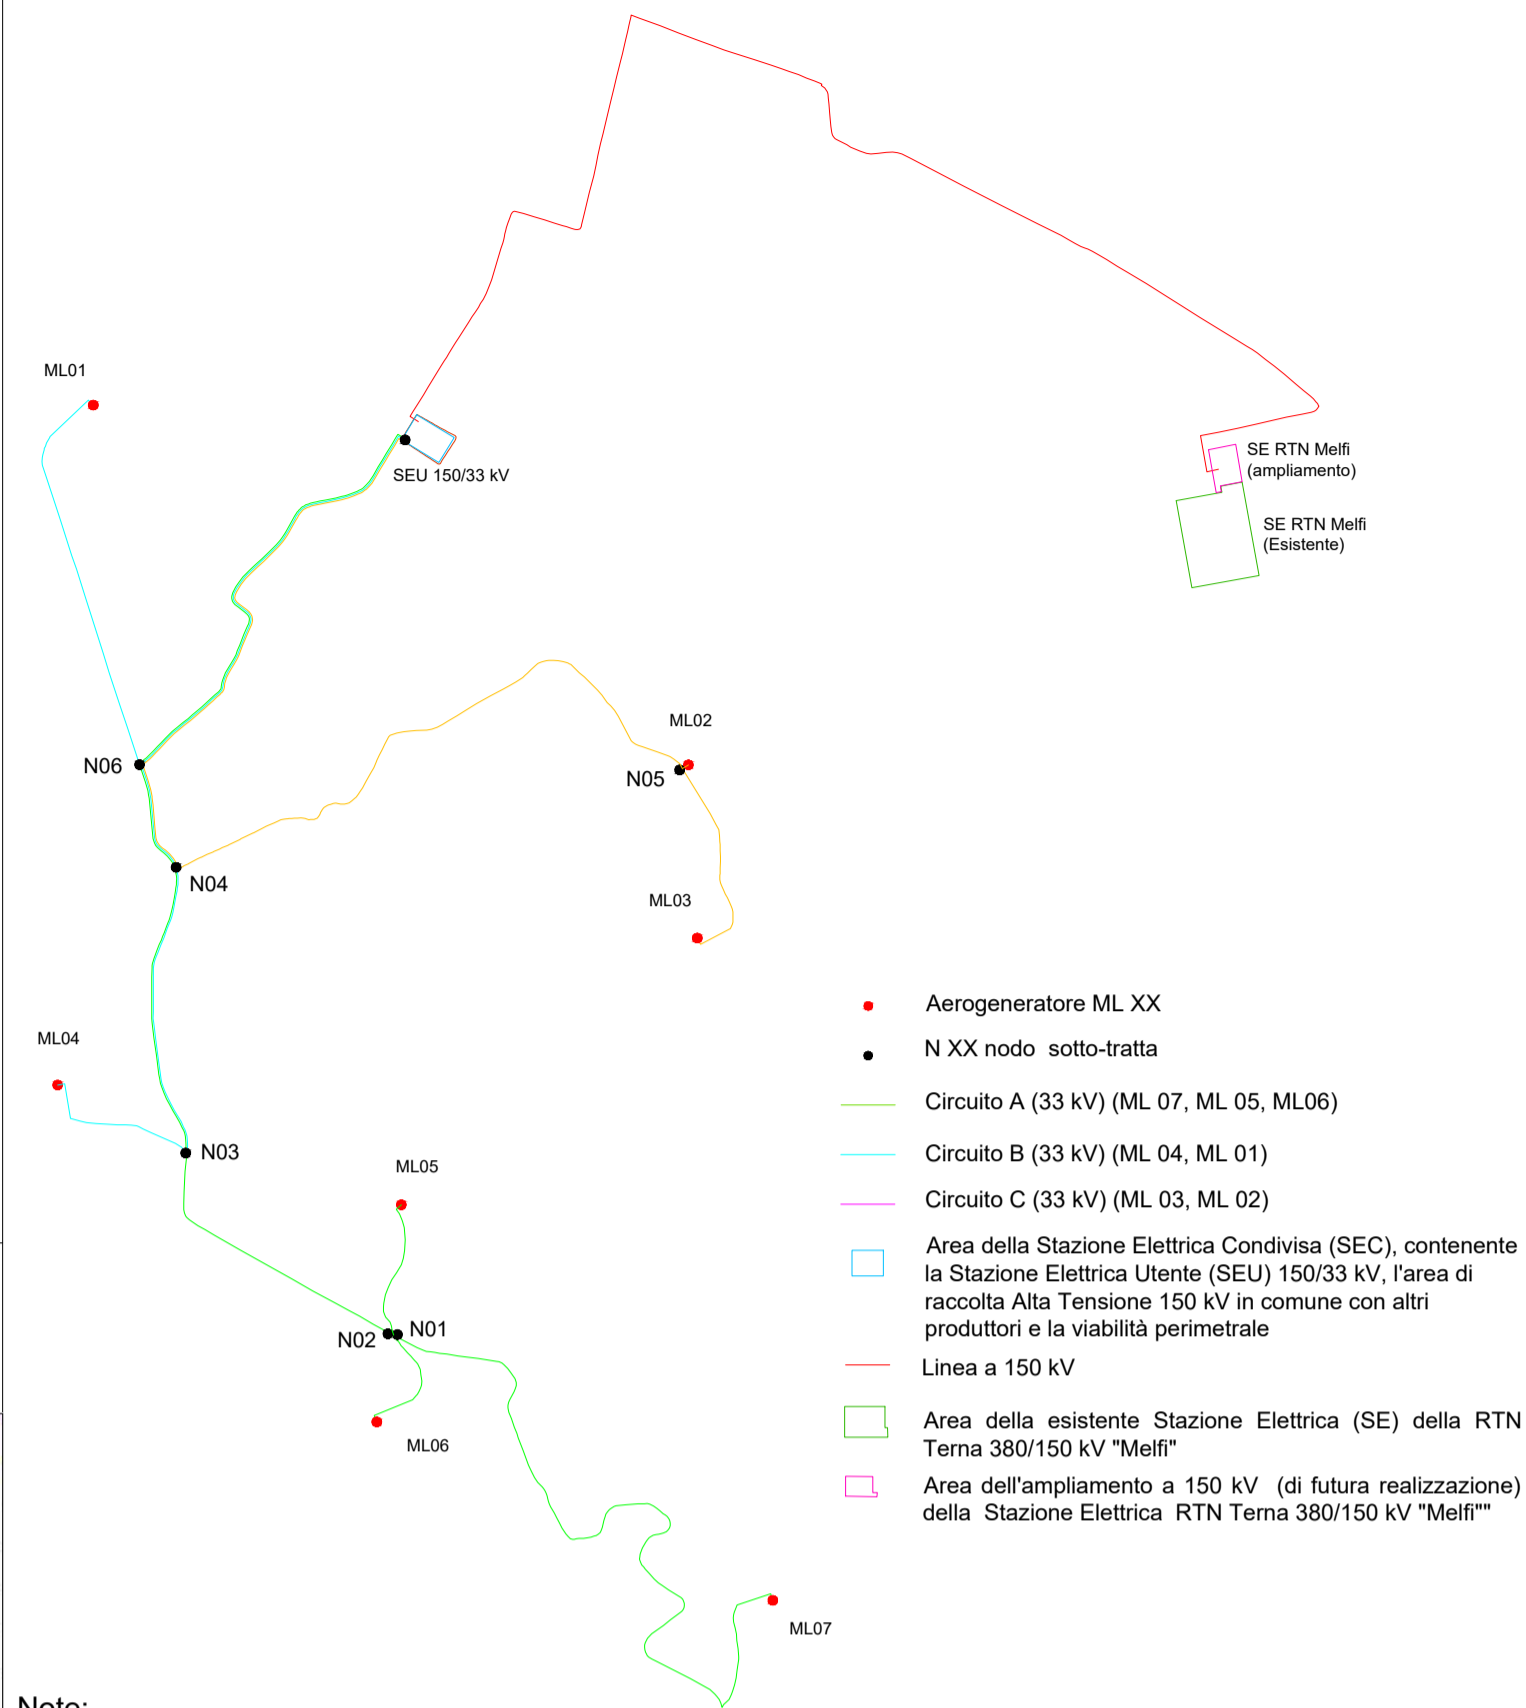 ML01
SEU 150/33 kV
SE RTN Melfi
(ampliamento)
SE RTN Melfi
(Esistente)
ML02
N06
N05
N04
ML03
ML04
N03
ML05
N01
N02
ML06
ML07
Aerogeneratore ML XX
N XX nodo sotto-tratta
Circuito A (33 kV) (ML 07, ML 05, ML06)
Circuito B (33 kV) (ML 04, ML 01)
Circuito C (33 kV) (ML 03, ML 02)
Area della Stazione Elettrica Condivisa (SEC), contenente
la Stazione Elettrica Utente (SEU) 150/33 kV, l'area di
raccolta Alta Tensione 150 kV in comune con altri
produttori e la viabilità perimetrale
Linea a 150 kV
Area della esistente Stazione Elettrica (SE) della RTN
Terna 380/150 kV "Melfi"
Area dell'ampliamento a 150 kV (di futura realizzazione)
della Stazione Elettrica RTN Terna 380/150 kV "Melfi""